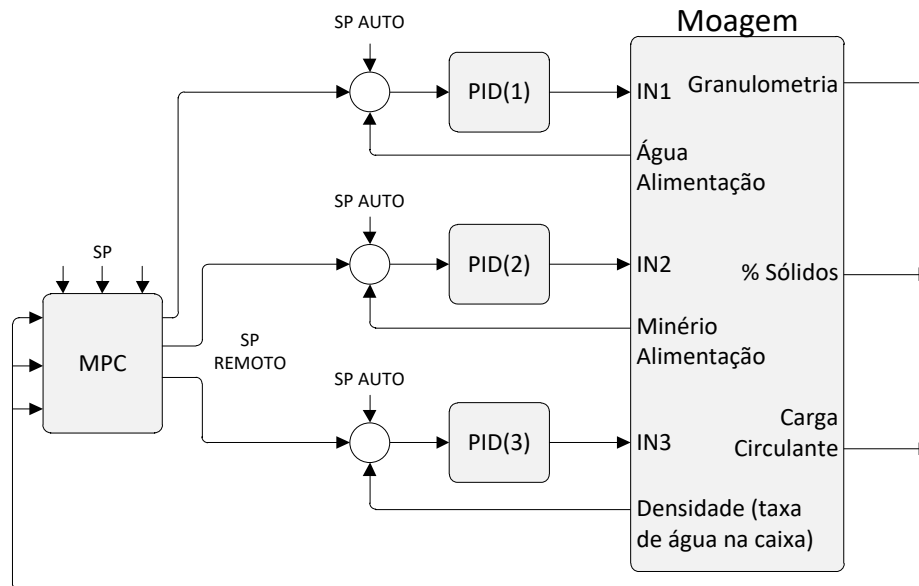 Moagem
SP AUTO
PID(1)
IN1
Granulometria
Água
Alimentação
SP AUTO
PID(2)
IN2
% Sólidos
SP
MPC
SP
REMOTO
Minério
Alimentação
SP AUTO
PID(3)
IN3
Carga
Circulante
Densidade (taxa
de água na caixa)